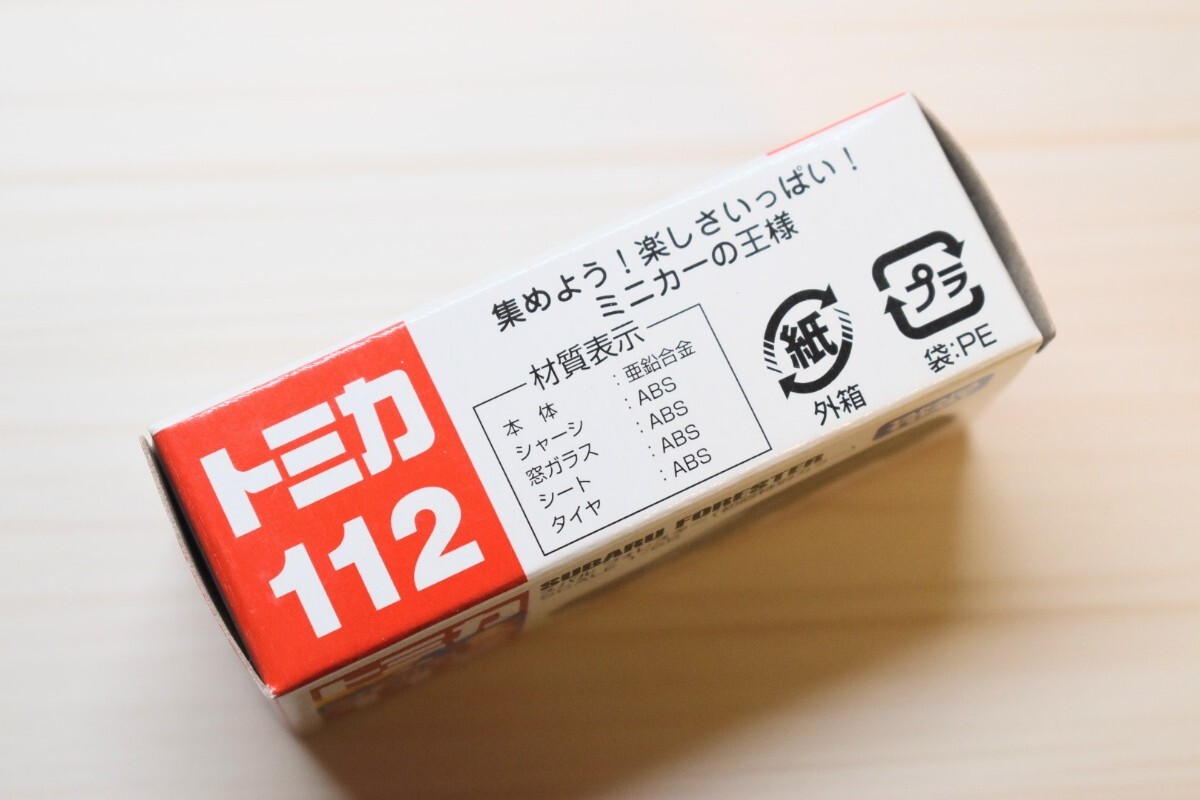 トミカ
112
集めよう！楽しさいっぱい！
ミニカーの王様
材質表示
本体 : 亜鉛合金
シャーシ : ABS
窓ガラス : ABS
シート : ABS
タイヤ : ABS
紙
外箱
プラ
袋:PE
SUBARU FORESTER
トミカ